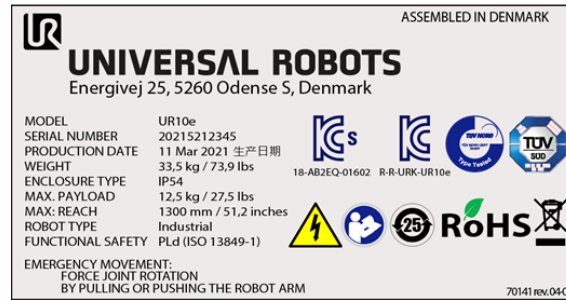 ASSEMBLED IN DENMARK
UR
UNIVERSAL ROBOTS
Energivej 25, 5260 Odense S, Denmark
MODEL UR10e
SERIAL NUMBER 20215212345
PRODUCTION DATE 11 Mar 2021 生产日期
WEIGHT 33,5 kg / 73,9 lbs
ENCLOSURE TYPE IP54
MAX. PAYLOAD 12,5 kg / 27,5 lbs
MAX: REACH 1300 mm / 51,2 inches
ROBOT TYPE Industrial
FUNCTIONAL SAFETY PLd (ISO 13849-1)
S
18-AB2EQ-01602 R-R-URK-UR10e
TÜV NORD
Type Tested
TÜV
SÜD
25
RoHS
EMERGENCY MOVEMENT:
FORCE JOINT ROTATION
BY PULLING OR PUSHING THE ROBOT ARM
70141 rev.04-